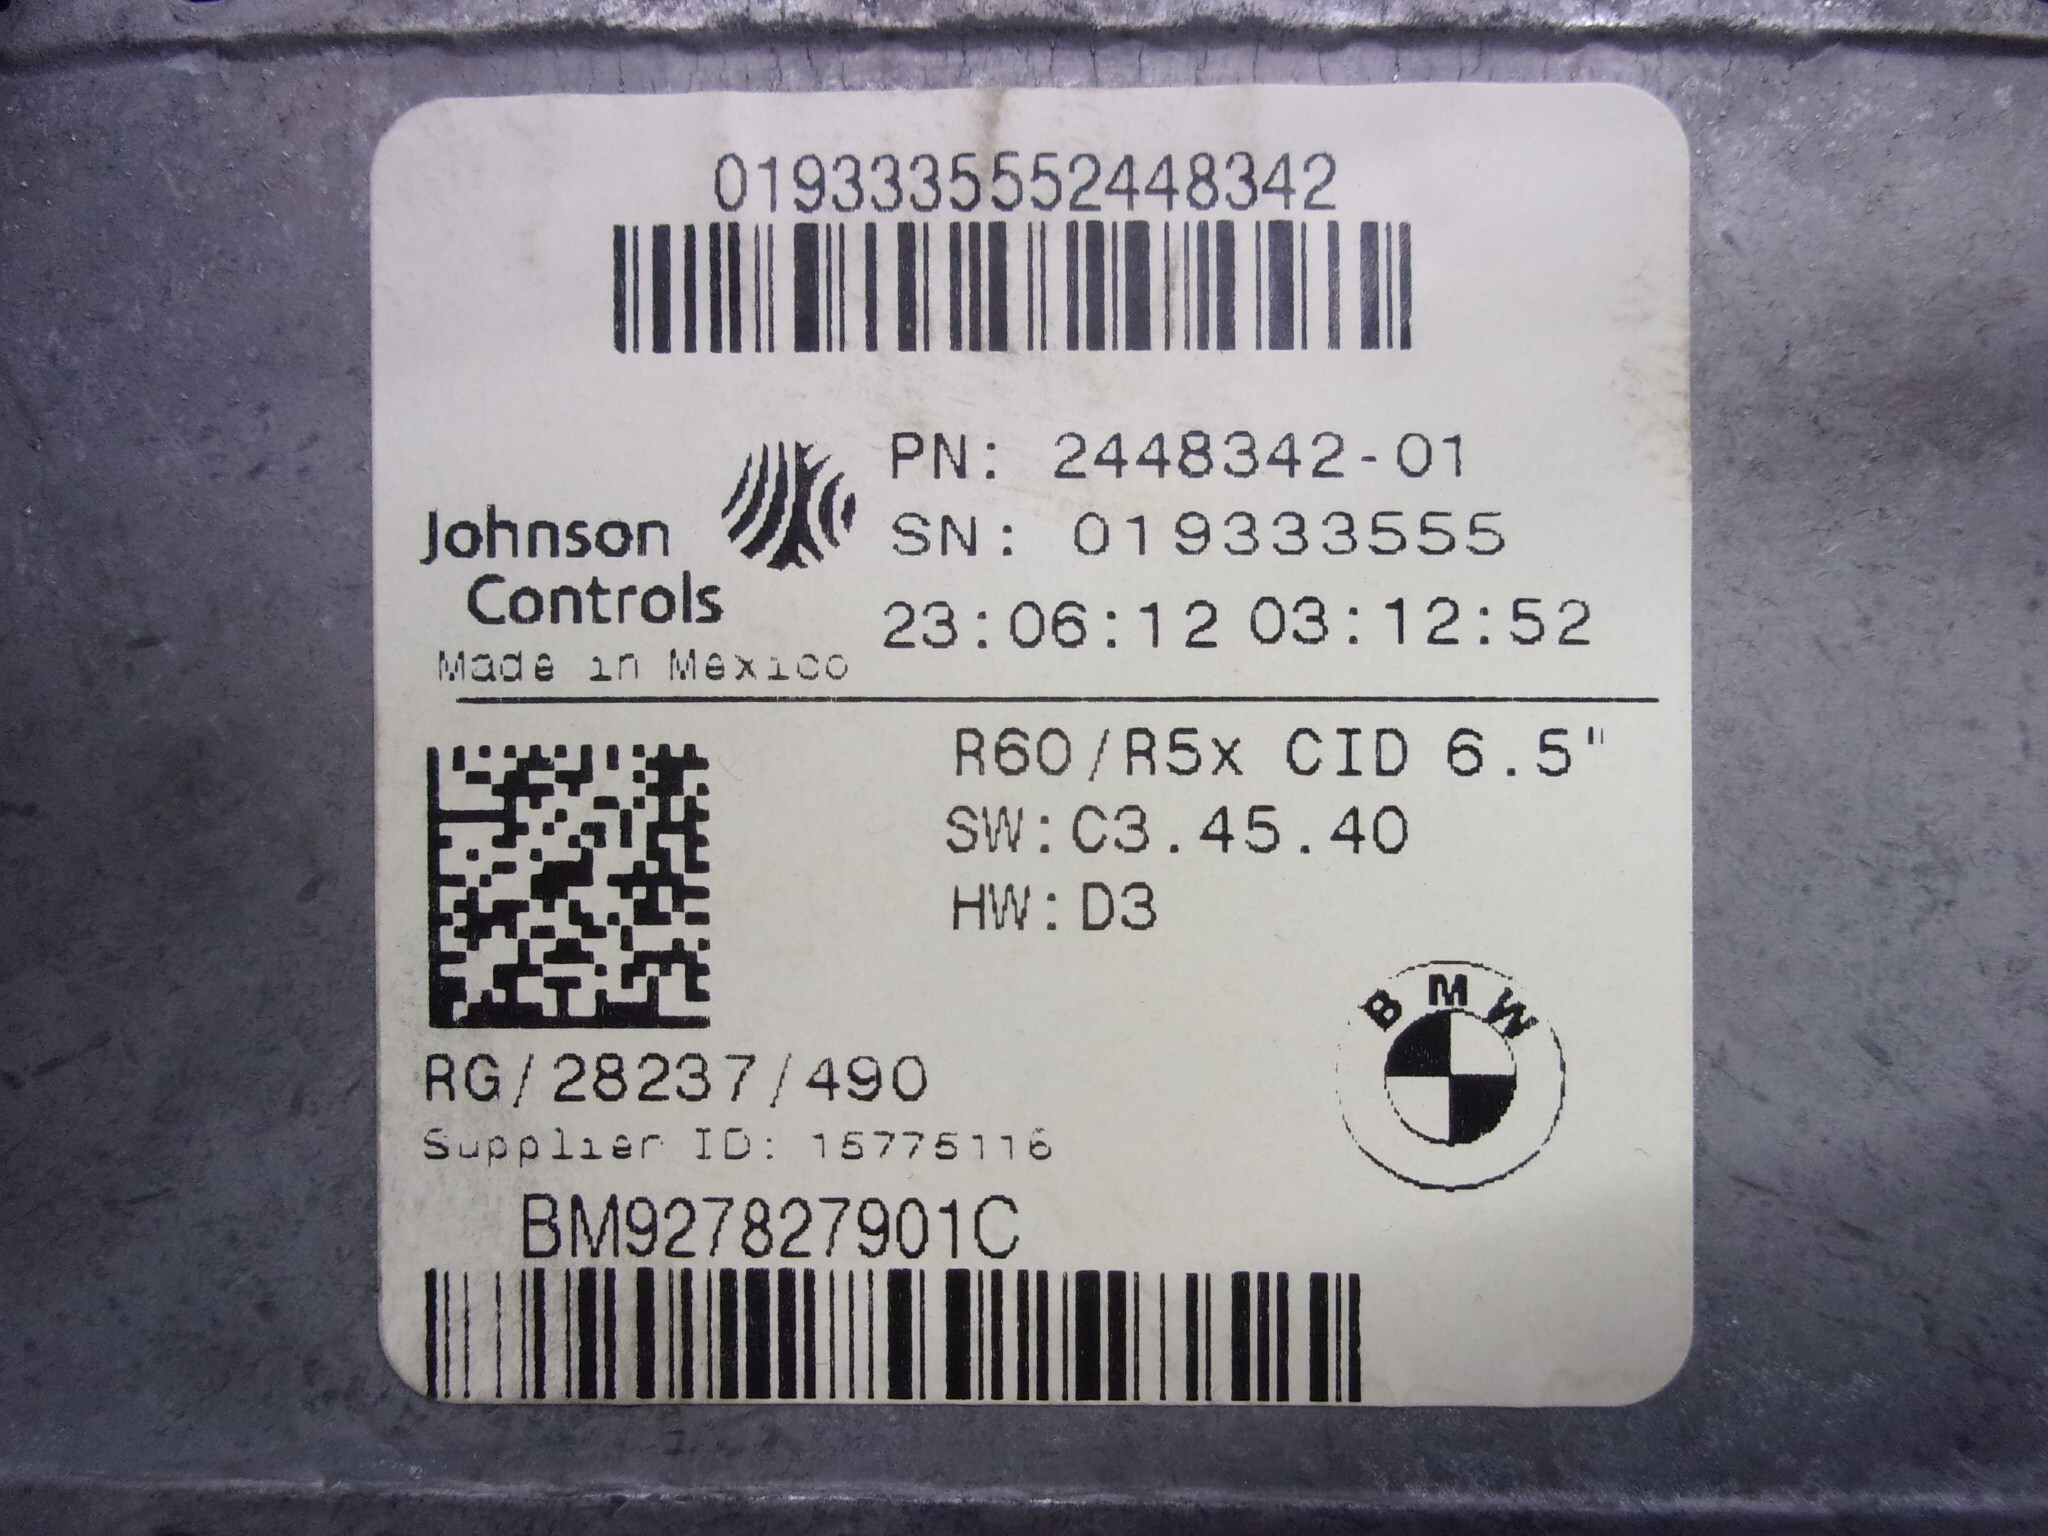 0193335552448342
PN: 2448342-01
SN: 019333555
Johnson
Controls
23:06:12 03:12:52
Made in Mexico
R60/R5x CID 6.5"
SW:C3.45.40
HW:D3
BMW
RG/28237/490
Supplier ID: 15775116
BM927827901C